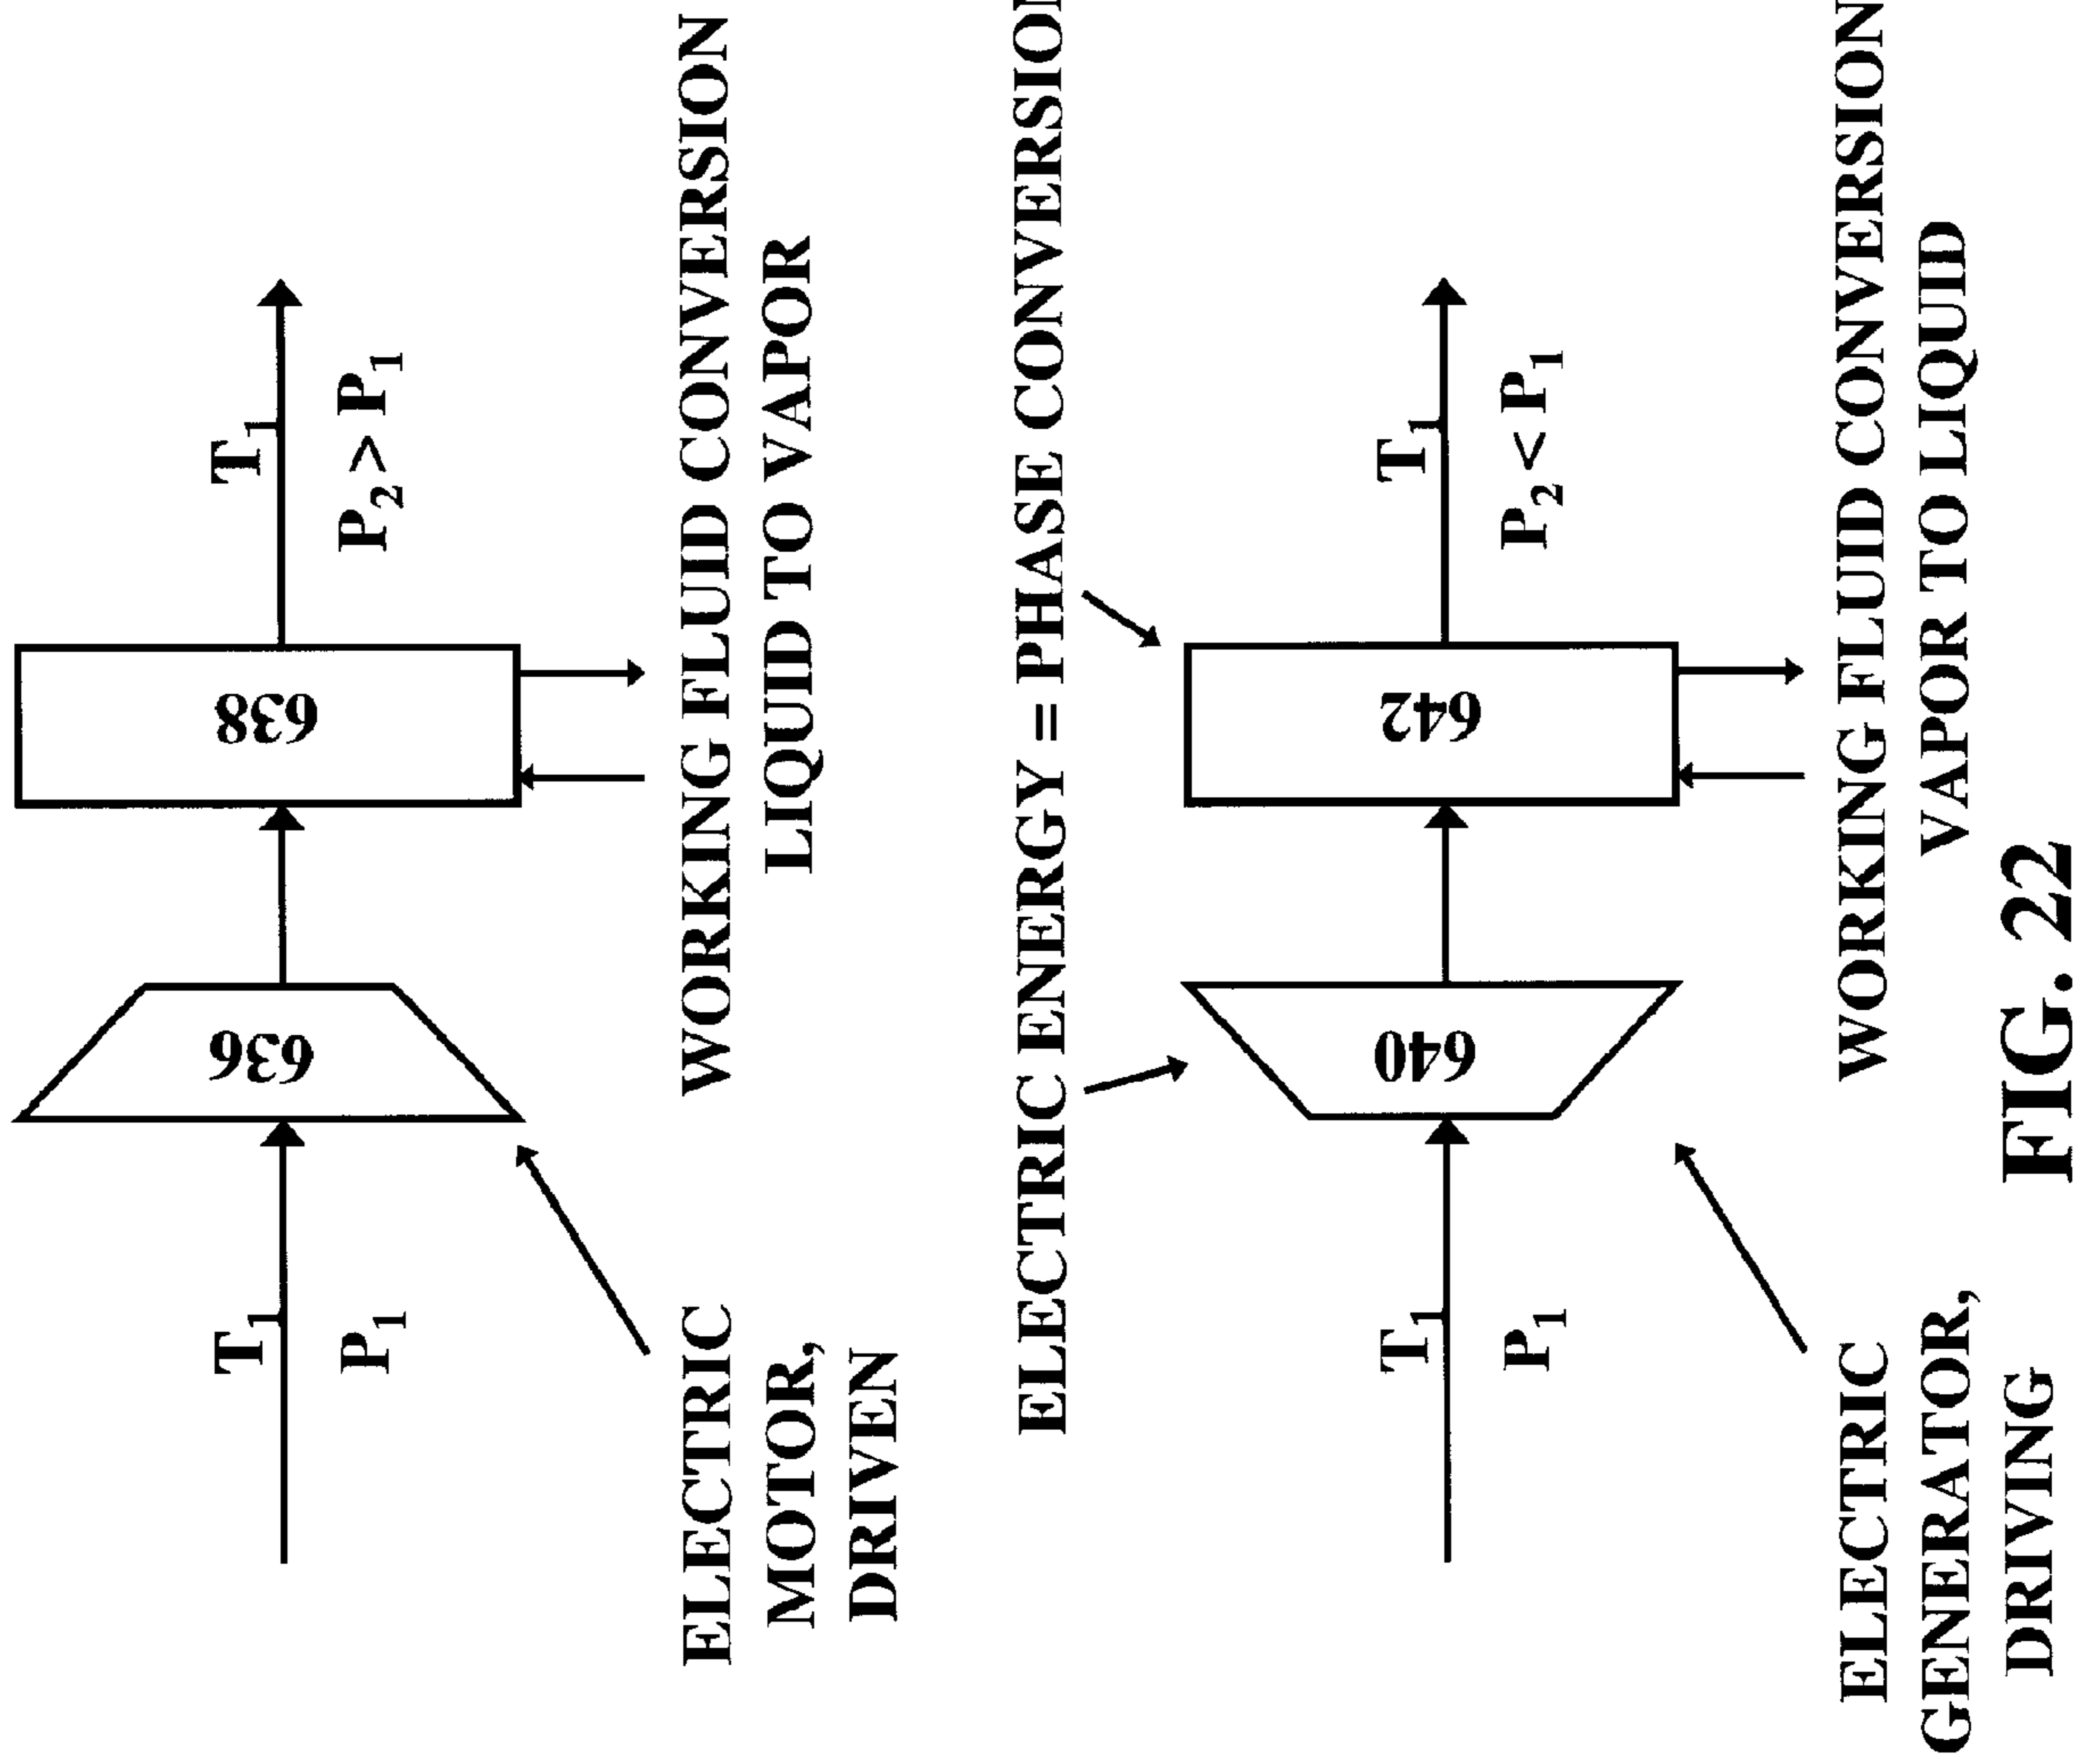 T1
T1
P1
P2 > P1
636
638
ELECTRIC
MOTOR,
DRIVEN
WORKING FLUID CONVERSION
LIQUID TO VAPOR
ELECTRIC ENERGY = PHASE CONVERSION
T1
T1
P1
P2 < P1
640
642
ELECTRIC
GENERATOR,
DRIVING
WORKING FLUID CONVERSION
VAPOR TO LIQUID
FIG. 22